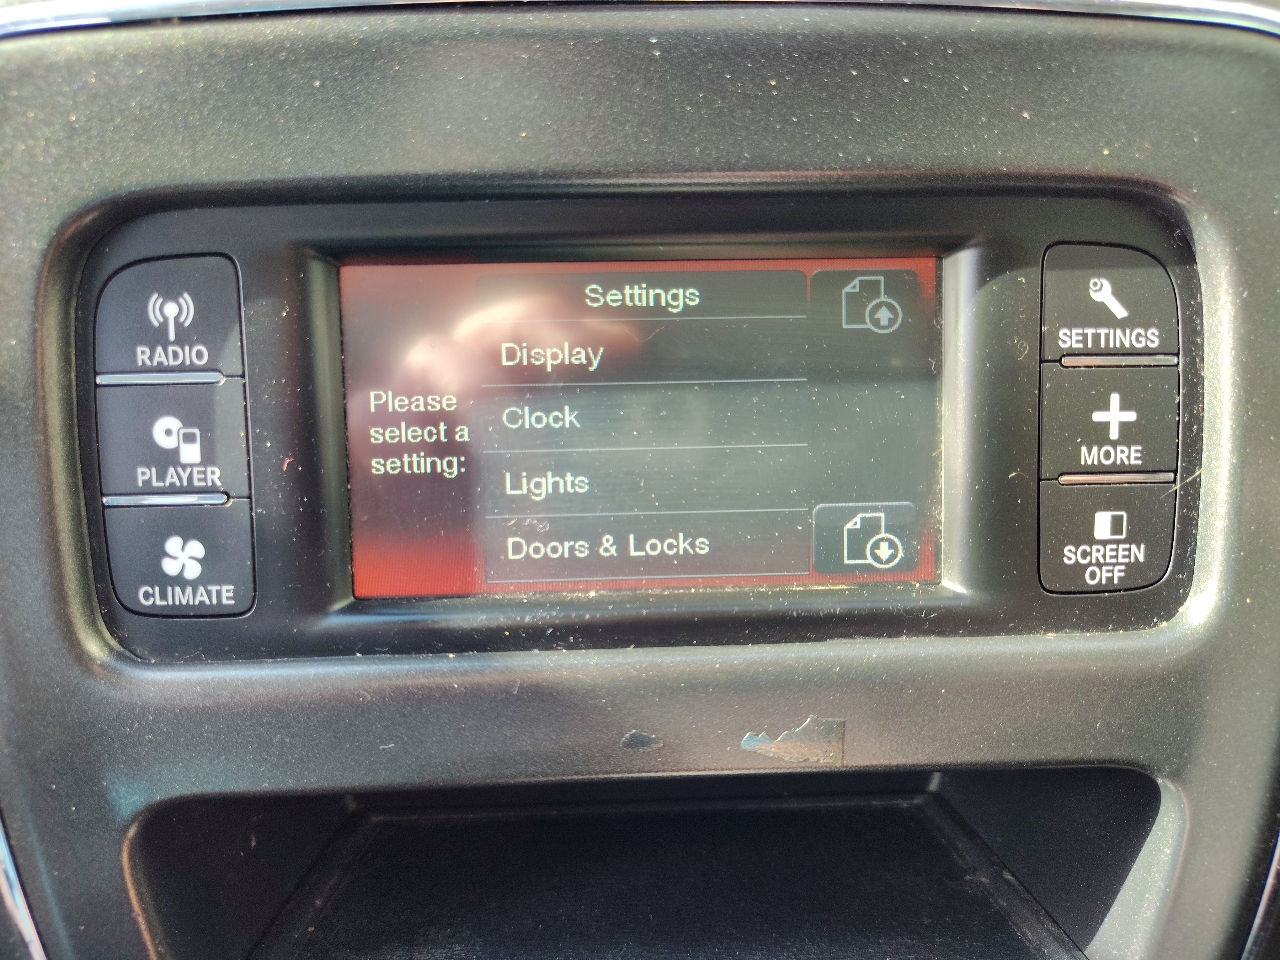 RADIO
PLAYER
CLIMATE
Settings
Please
select a
setting:
Display
Clock
Lights
Doors & Locks
SETTINGS
MORE
SCREEN
OFF